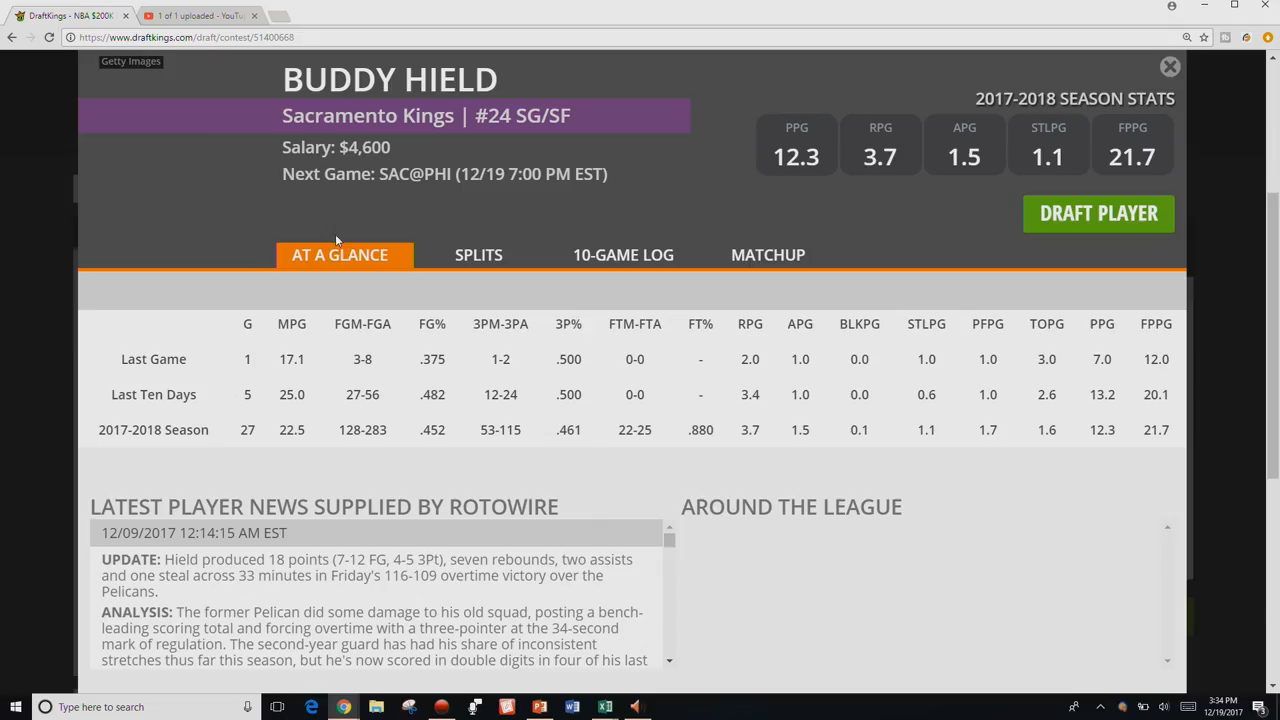 DraftKings - NBA $200K
1 of 1 uploaded - YouTu
https://www.draftkings.com/draft/contest/51400668
Getty Images
BUDDY HIELD
Sacramento Kings | #24 SG/SF
Salary: $4,600
Next Game: SAC@PHI (12/19 7:00 PM EST)
2017-2018 SEASON STATS
PPG RPG APG STLPG FPPG
12.3 3.7 1.5 1.1 21.7
DRAFT PLAYER
AT A GLANCE SPLITS 10-GAME LOG MATCHUP
G MPG FGM-FGA FG% 3PM-3PA 3P% FTM-FTA FT% RPG APG BLKPG STLPG PFPG TOPG PPG FPPG
Last Game 1 17.1 3-8 .375 1-2 .500 0-0 - 2.0 1.0 0.0 1.0 1.0 3.0 7.0 12.0
Last Ten Days 5 25.0 27-56 .482 12-24 .500 0-0 - 3.4 1.0 0.0 0.6 1.0 2.6 13.2 20.1
2017-2018 Season 27 22.5 128-283 .452 53-115 .461 22-25 .880 3.7 1.5 0.1 1.1 1.7 1.6 12.3 21.7
LATEST PLAYER NEWS SUPPLIED BY ROTOWIRE
12/09/2017 12:14:15 AM EST
UPDATE: Hield produced 18 points (7-12 FG, 4-5 3Pt), seven rebounds, two assists
and one steal across 33 minutes in Friday's 116-109 overtime victory over the
Pelicans.
ANALYSIS: The former Pelican did some damage to his old squad, posting a bench-
leading scoring total and forcing overtime with a three-pointer at the 34-second
mark of regulation. The second-year guard has had his share of inconsistent
stretches thus far this season, but he's now scored in double digits in four of his last
AROUND THE LEAGUE
Type here to search
3:34 PM
12/19/2017